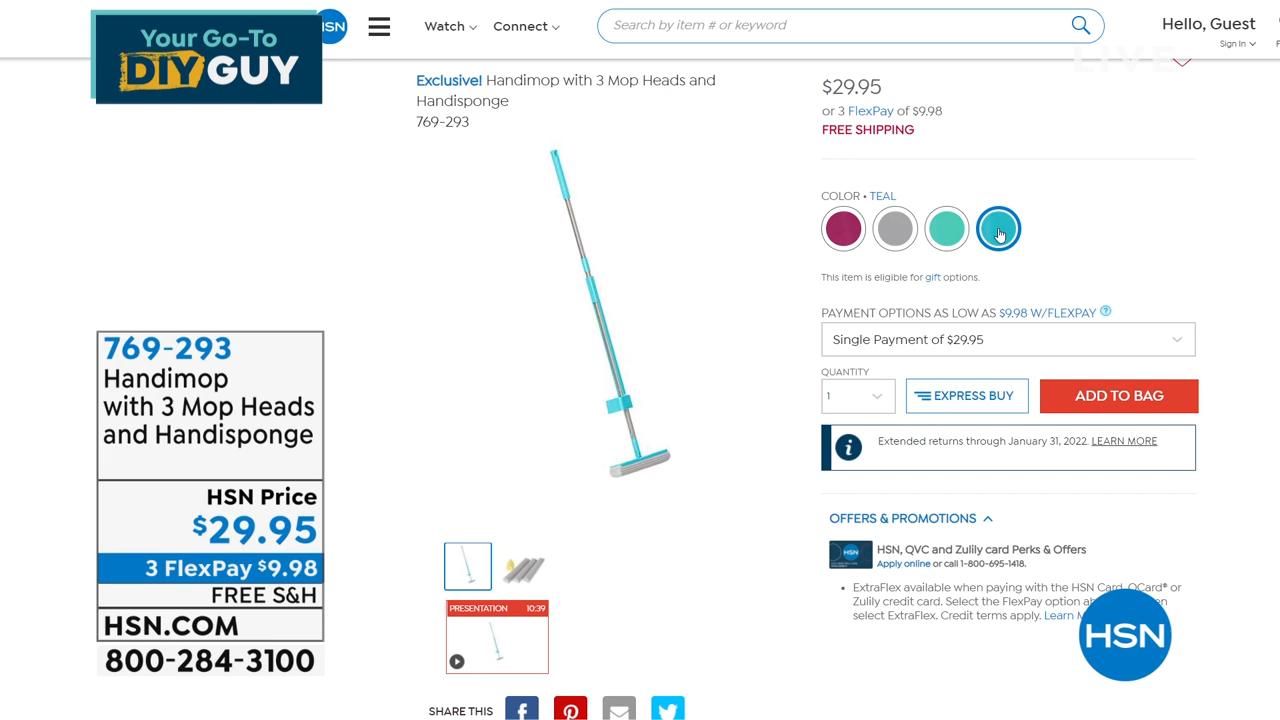 Your Go-To
DIY GUY
HSN
Watch
Connect
Search by item # or keyword
Hello, Guest
Sign In
LIVE
Exclusive! Handimop with 3 Mop Heads and
Handisponge
769-293
$29.95
or 3 FlexPay of $9.98
FREE SHIPPING
COLOR • TEAL
This item is eligible for gift options.
PAYMENT OPTIONS AS LOW AS $9.98 W/FLEXPAY ?
Single Payment of $29.95
QUANTITY
1
EXPRESS BUY
ADD TO BAG
i
Extended returns through January 31, 2022. LEARN MORE
OFFERS & PROMOTIONS
HSN
HSN, QVC and Zulily card Perks & Offers
Apply online or call 1-800-695-1418.
• ExtraFlex available when paying with the HSN Card, QCard® or
Zulily credit card. Select the FlexPay option
select ExtraFlex. Credit terms apply. Learn
HSN
769-293
Handimop
with 3 Mop Heads
and Handisponge
HSN Price
$29.95
3 FlexPay $9.98
FREE S&H
HSN.COM
800-284-3100
PRESENTATION 10:39
SHARE THIS